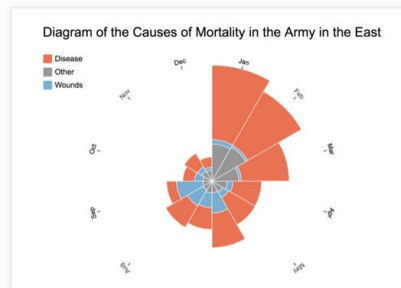 Diagram of the Causes of Mortality in the Army in the East
Disease
Other
Wounds
Dec
Jan
Nov
Feb
Oct
Mar
Sep
Apr
Aug
May